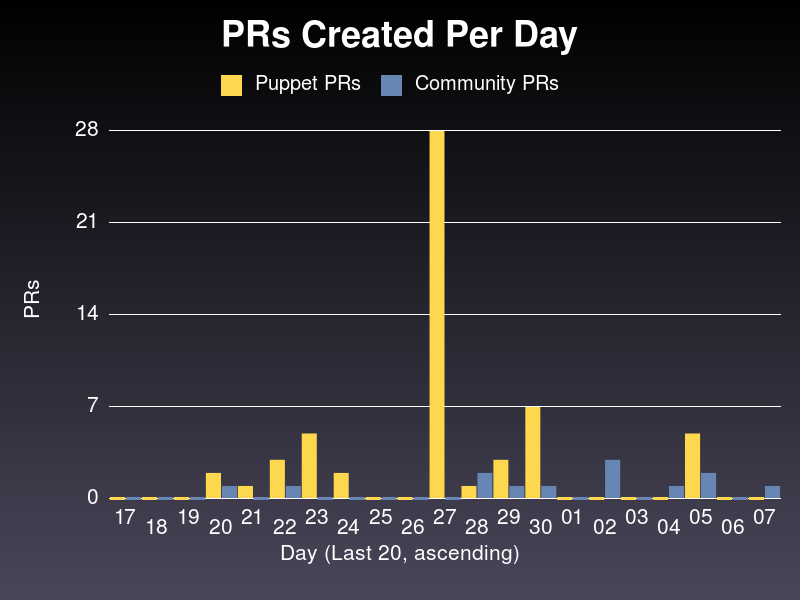 PRs Created Per Day
Puppet PRs Community PRs
28
21
14
7
0
PRs
17 18 19 20 21 22 23 24 25 26 27 28 29 30 01 02 03 04 05 06 07
Day (Last 20, ascending)